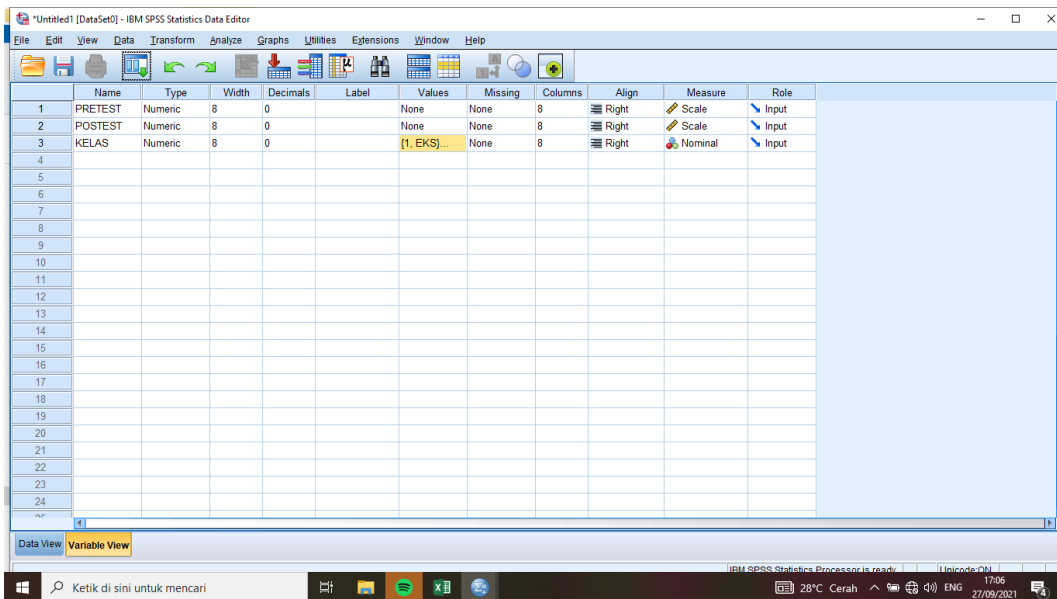 *Untitled1 [DataSet0] - IBM SPSS Statistics Data Editor
File Edit View Data Transform Analyze Graphs Utilities Extensions Window Help
Name Type Width Decimals Label Values Missing Columns Align Measure Role
1 PRETEST Numeric 8 0 None None 8 Right Scale Input
2 POSTEST Numeric 8 0 None None 8 Right Scale Input
3 KELAS Numeric 8 0 {1, EKS}... None 8 Right Nominal Input
4
5
6
7
8
9
10
11
12
13
14
15
16
17
18
19
20
21
22
23
24
25
Data View Variable View
IBM SPSS Statistics Processor is ready Unicode:ON
Ketik di sini untuk mencari 28°C Cerah ENG 17:06
27/09/2021